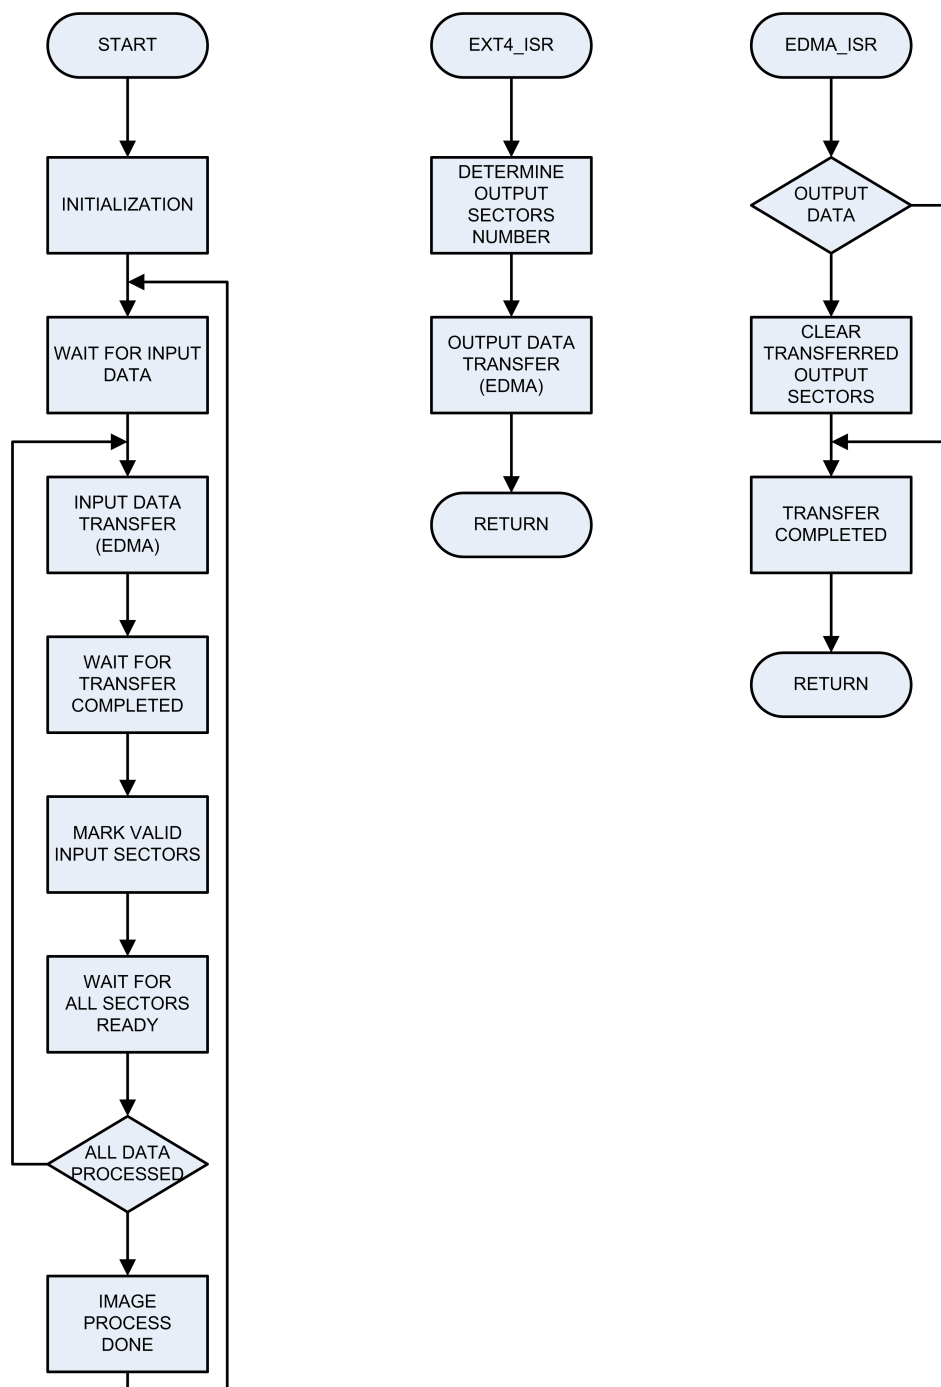 START
INITIALIZATION
WAIT FOR INPUT
DATA
INPUT DATA
TRANSFER
(EDMA)
WAIT FOR
TRANSFER
COMPLETED
MARK VALID
INPUT SECTORS
WAIT FOR
ALL SECTORS
READY
ALL DATA
PROCESSED
IMAGE
PROCESS
DONE
EXT4_ISR
DETERMINE
OUTPUT
SECTORS
NUMBER
OUTPUT DATA
TRANSFER
(EDMA)
RETURN
EDMA_ISR
OUTPUT
DATA
CLEAR
TRANSFERRED
OUTPUT
SECTORS
TRANSFER
COMPLETED
RETURN